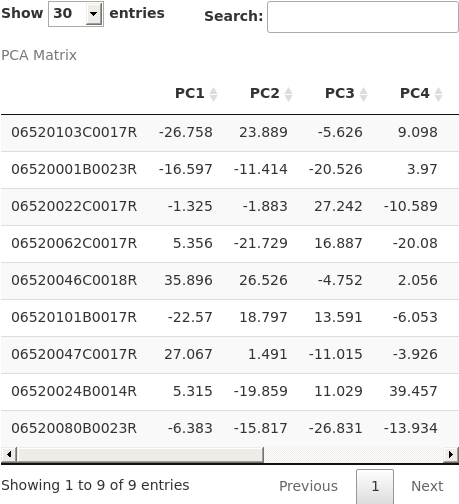 Show 30 entries Search:
PCA Matrix
PC1 PC2 PC3 PC4
06520103C0017R -26.758 23.889 -5.626 9.098
06520001B0023R -16.597 -11.414 -20.526 3.97
06520022C0017R -1.325 -1.883 27.242 -10.589
06520062C0017R 5.356 -21.729 16.887 -20.08
06520046C0018R 35.896 26.526 -4.752 2.056
06520101B0017R -22.57 18.797 13.591 -6.053
06520047C0017R 27.067 1.491 -11.015 -3.926
06520024B0014R 5.315 -19.859 11.029 39.457
06520080B0023R -6.383 -15.817 -26.831 -13.934
Showing 1 to 9 of 9 entries Previous 1 Next